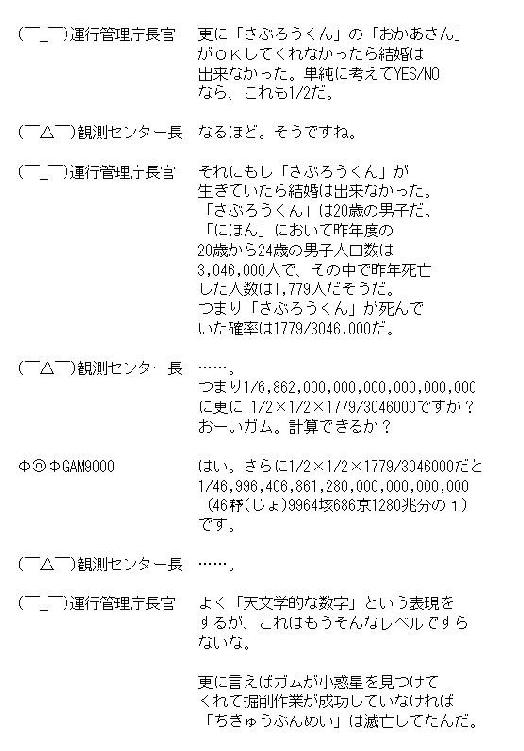 (￣_￣)運行管理庁長官 更に「さぶろうくん」の「おかあさん」
がOKしてくれなかったら結婚は
出来なかった。単純に考えてYES/NO
なら、これも1/2だ。
(￣△￣)観測センター長 なるほど。そうですね。
(￣_￣)運行管理庁長官 それにもし「さぶろうくん」が
生きていたら結婚は出来なかった。
「さぶろうくん」は20歳の男子だ、
「にほん」において昨年度の
20歳から24歳の男子人口数は
3,046,000人で、その中で昨年死亡
した人数は1,779人だそうだ。
つまり「さぶろうくん」が死んで
いた確率は1779/3046.000だ。
(￣△￣)観測センター長 ……。
つまり1/6,862,000,000,000,000,000,000
に更に 1/2×1/2×1779/3046000ですか？
おーいガム。計算できるか？
Φ@ΦGAM9000 はい。さらに1/2×1/2×1779/3046000だと
1/46,996,406,861,280,000,000,000,000
(46𥝱(じょ)9964垓686京1280兆分の１)
です。
(￣△￣)観測センター長 ……。
(￣_￣)運行管理庁長官 よく「天文学的な数字」という表現を
するが、これはもうそんなレベルですら
ないな。
更に言えばガムが小惑星を見つけて
くれて掘削作業が成功していなければ
「ちきゅうぶんめい」は滅亡してたんだ。